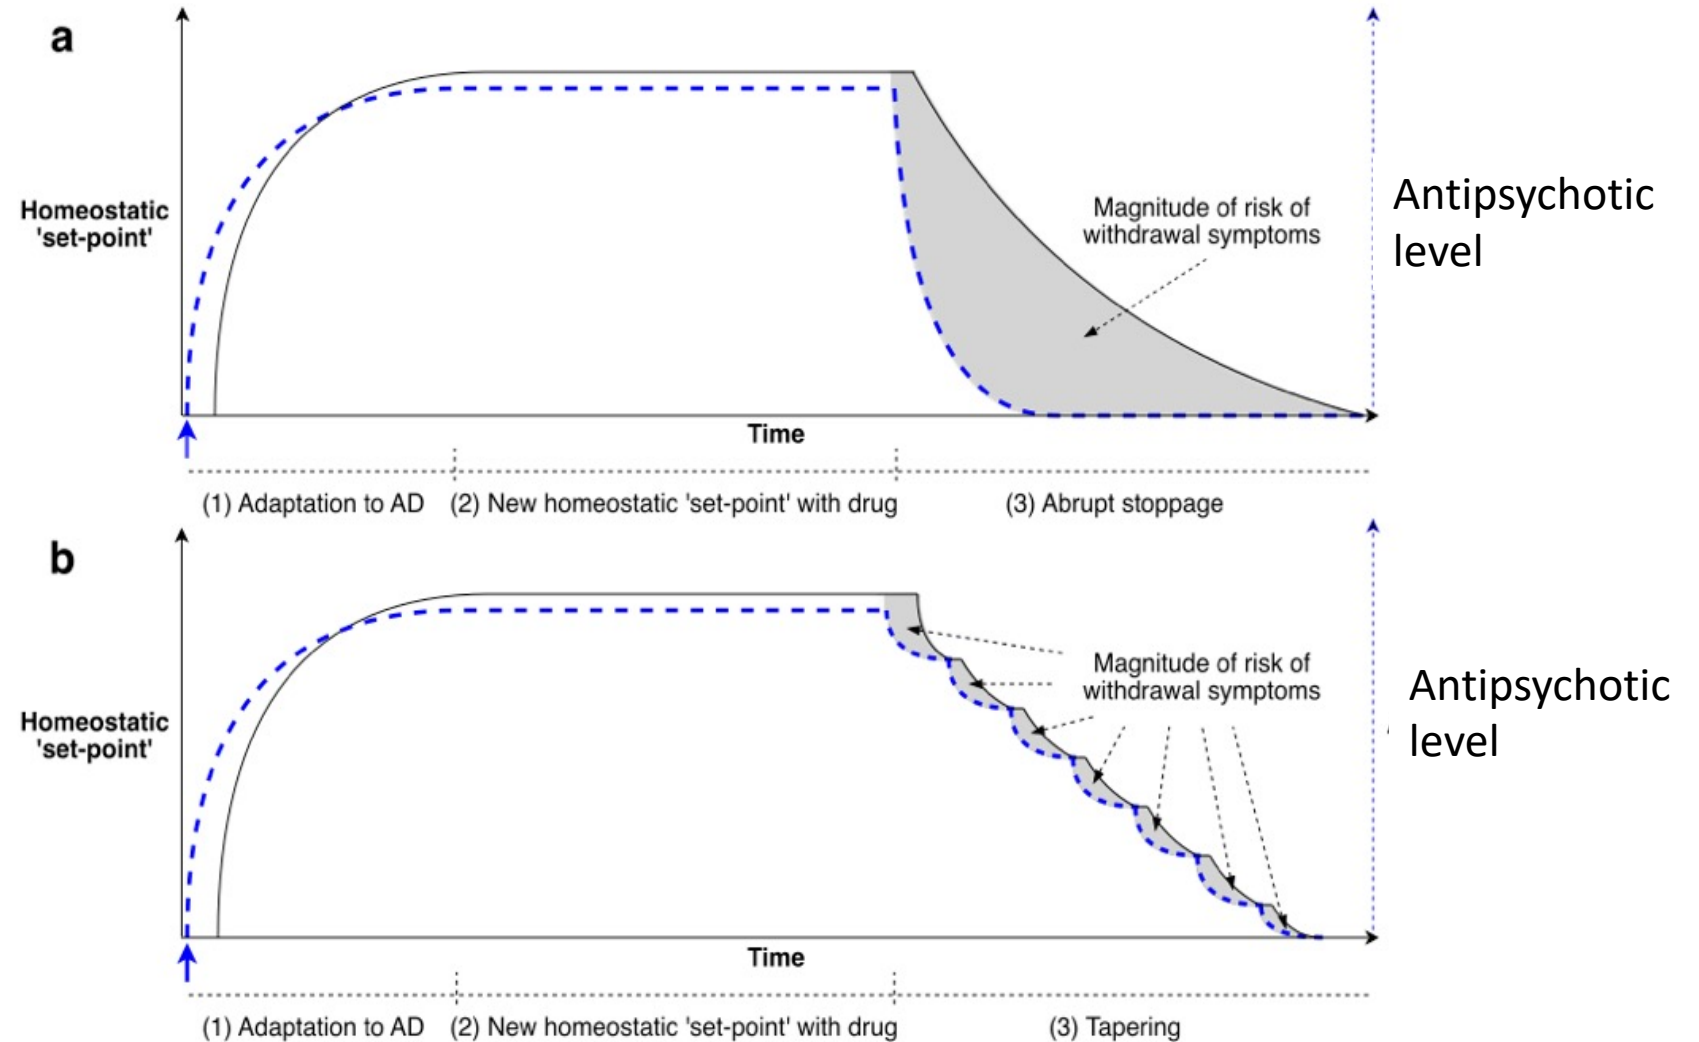 a
Homeostatic
'set-point'
Magnitude of risk of
withdrawal symptoms
Antipsychotic
level
Time
(1) Adaptation to AD
(2) New homeostatic 'set-point' with drug
(3) Abrupt stoppage
b
Homeostatic
'set-point'
Magnitude of risk of
withdrawal symptoms
Antipsychotic
level
Time
(1) Adaptation to AD
(2) New homeostatic 'set-point' with drug
(3) Tapering